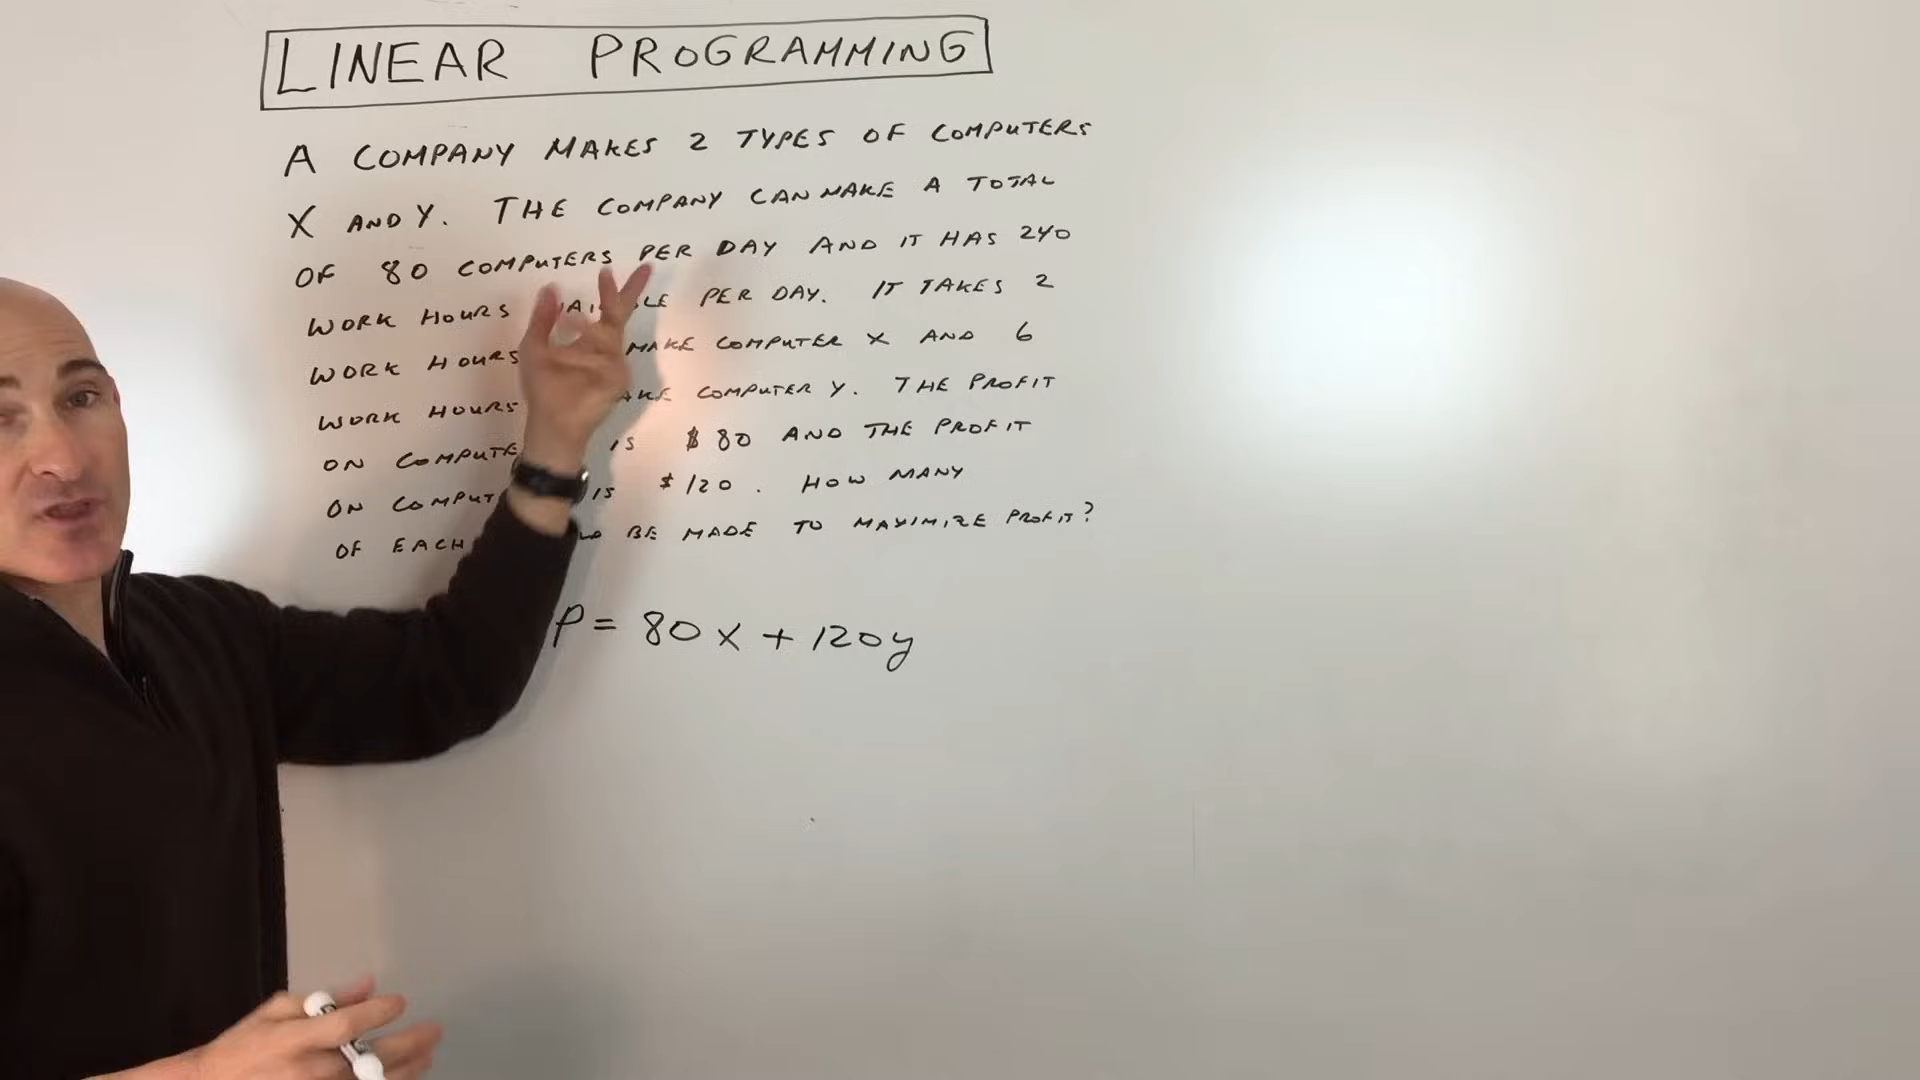 LINEAR PROGRAMMING
A COMPANY MAKES 2 TYPES OF COMPUTERS
X AND Y. THE COMPANY CAN MAKE A TOTAL
OF 80 COMPUTERS PER DAY AND IT HAS 240
WORK HOURS PER DAY. IT TAKES 2
WORK HOURS MAKE COMPUTER X AND 6
WORK HOURS COMPUTER Y. THE PROFIT
ON IS $80 AND THE PROFIT
ON IS $120. HOW MANY
OF EACH BE MADE TO MAXIMIZE PROFIT?
P = 80x + 120y